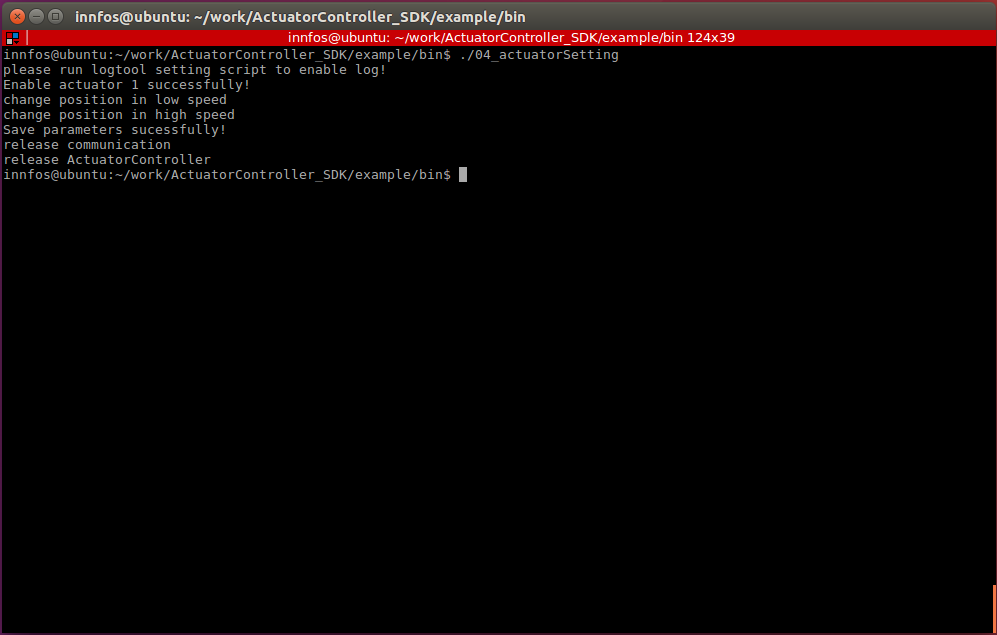 innfos@ubuntu: ~/work/ActuatorController_SDK/example/bin
innfos@ubuntu: ~/work/ActuatorController_SDK/example/bin 124x39
innfos@ubuntu:~/work/ActuatorController_SDK/example/bin$ ./04_actuatorSetting
please run logtool setting script to enable log!
Enable actuator 1 successfully!
change position in low speed
change position in high speed
Save parameters sucessfully!
release communication
release ActuatorController
innfos@ubuntu:~/work/ActuatorController_SDK/example/bin$